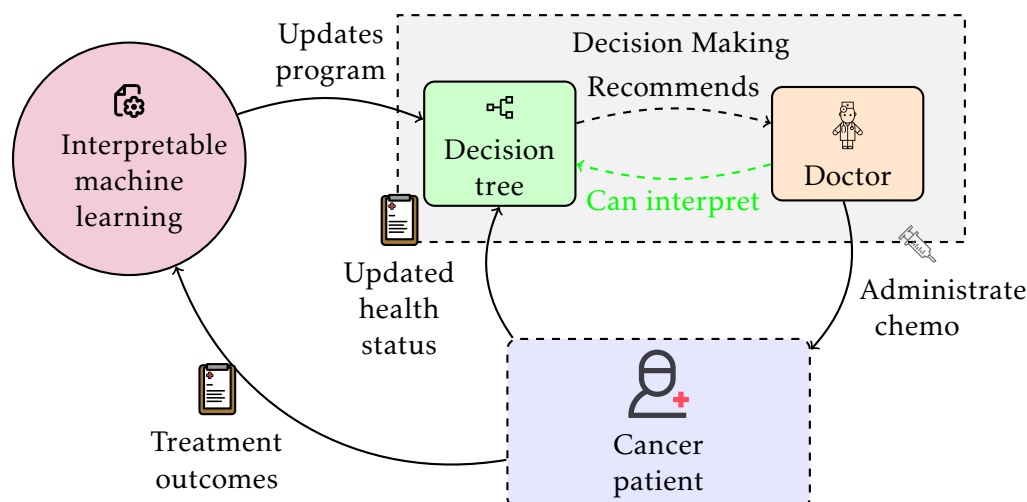 Updates
program
Decision Making
Recommends
Interpretable
machine
learning
Decision
tree
Doctor
Can interpret
Updated
health
status
Administrate
chemo
Treatment
outcomes
Cancer
patient